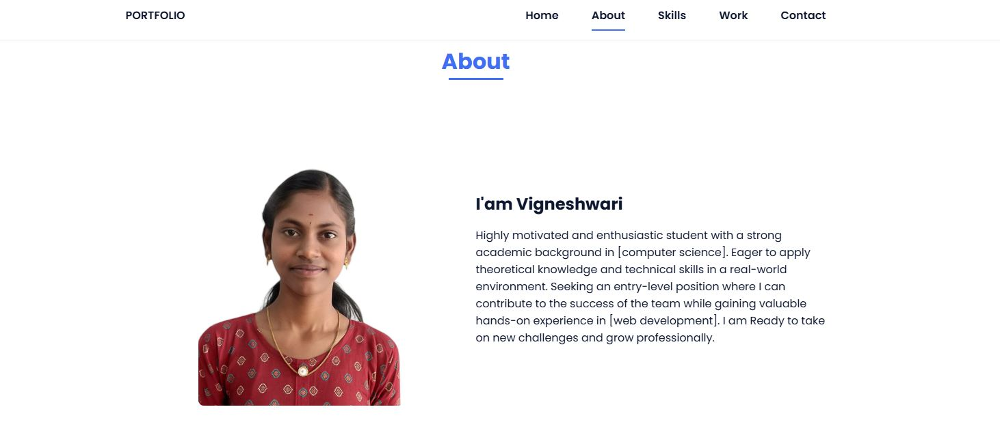 PORTFOLIO
Home About Skills Work Contact
About
I'am Vigneshwari
Highly motivated and enthusiastic student with a strong
academic background in [computer science]. Eager to apply
theoretical knowledge and technical skills in a real-world
environment. Seeking an entry-level position where I can
contribute to the success of the team while gaining valuable
hands-on experience in [web development]. I am Ready to take
on new challenges and grow professionally.